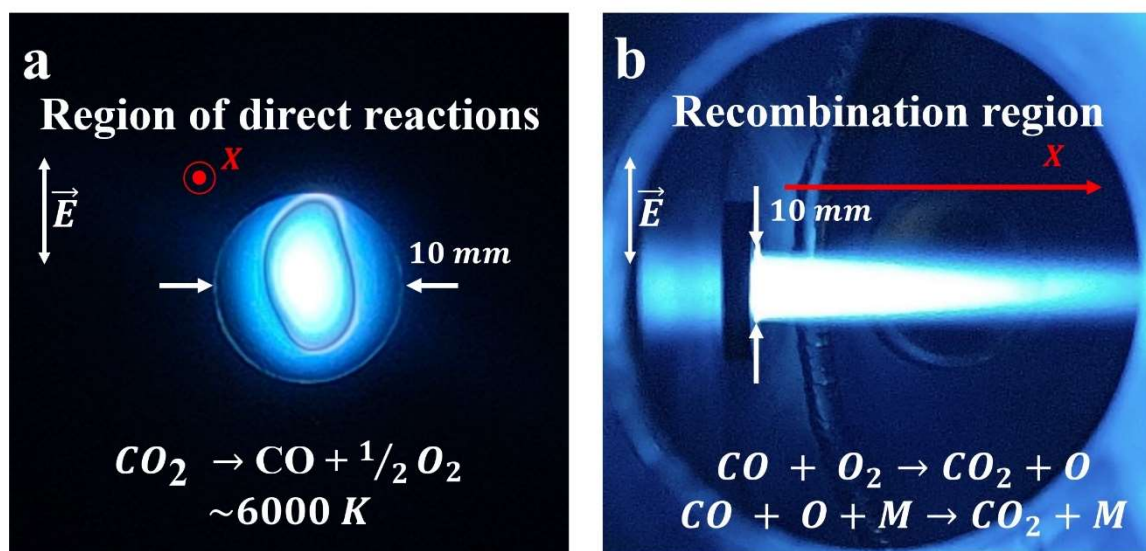 a
Region of direct reactions
X
E⃗
10 mm
CO₂ → CO + ¹/₂ O₂
~6000 K
b
Recombination region
X
E⃗
10 mm
CO + O₂ → CO₂ + O
CO + O + M → CO₂ + M